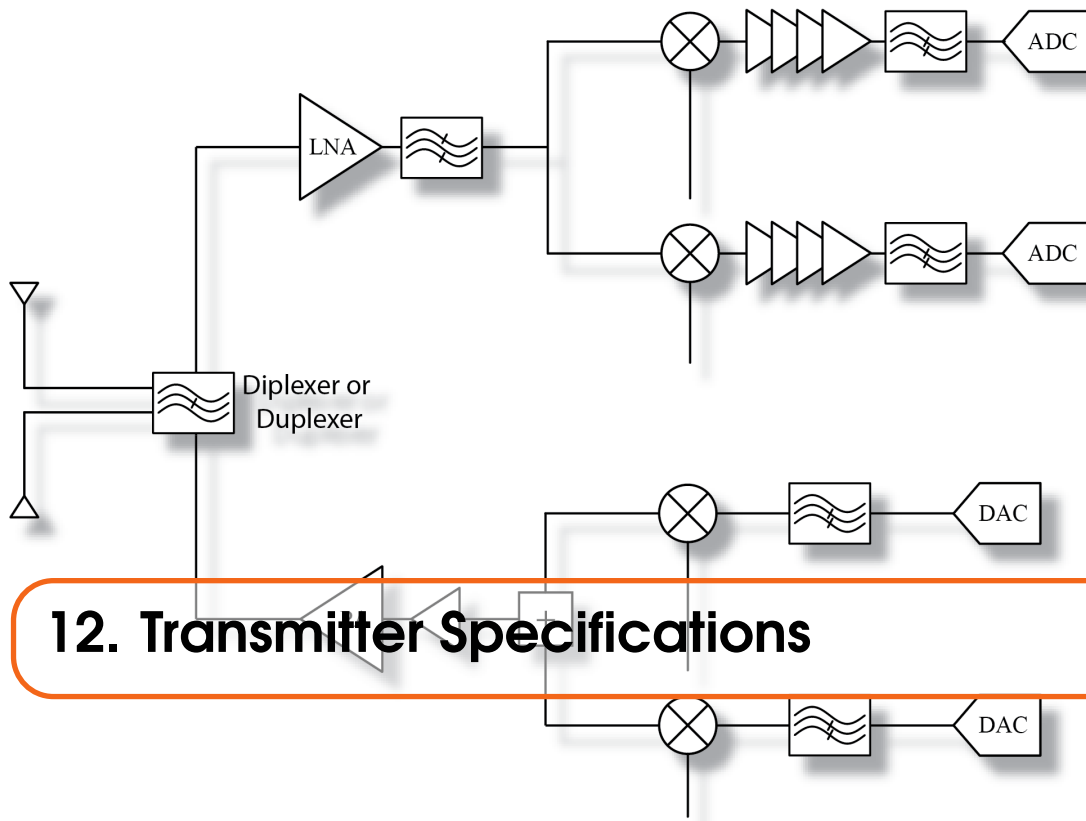 ADC
LNA
ADC
Diplexer or
Duplexer
DAC
12. Transmitter Specifications
DAC